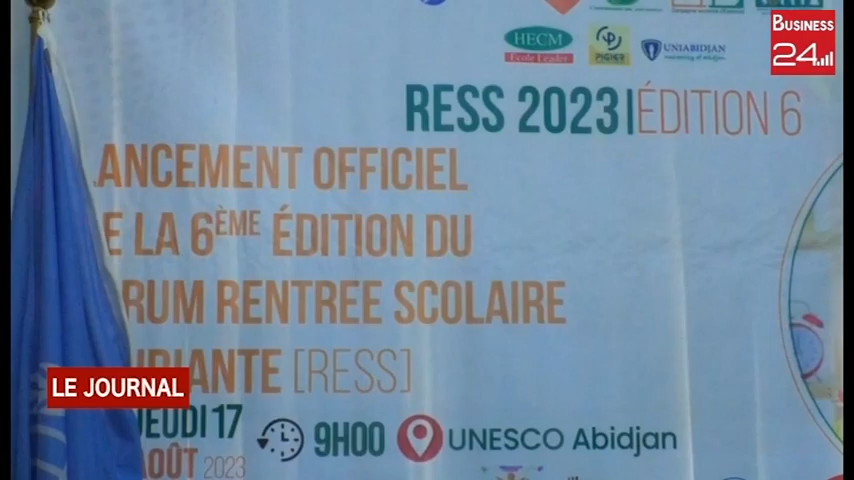 BUSINESS
24
HECM
Ecole Leader
PIGIER
UNIABIDJAN
RESS 2023|ÉDITION 6
ANCEMENT OFFICIEL
E LA 6ÈME ÉDITION DU
RUM RENTREE SCOLAIRE
DIANTE [RESS]
LE JOURNAL
JEUDI 17
AOÛT 2023
9H00
UNESCO Abidjan